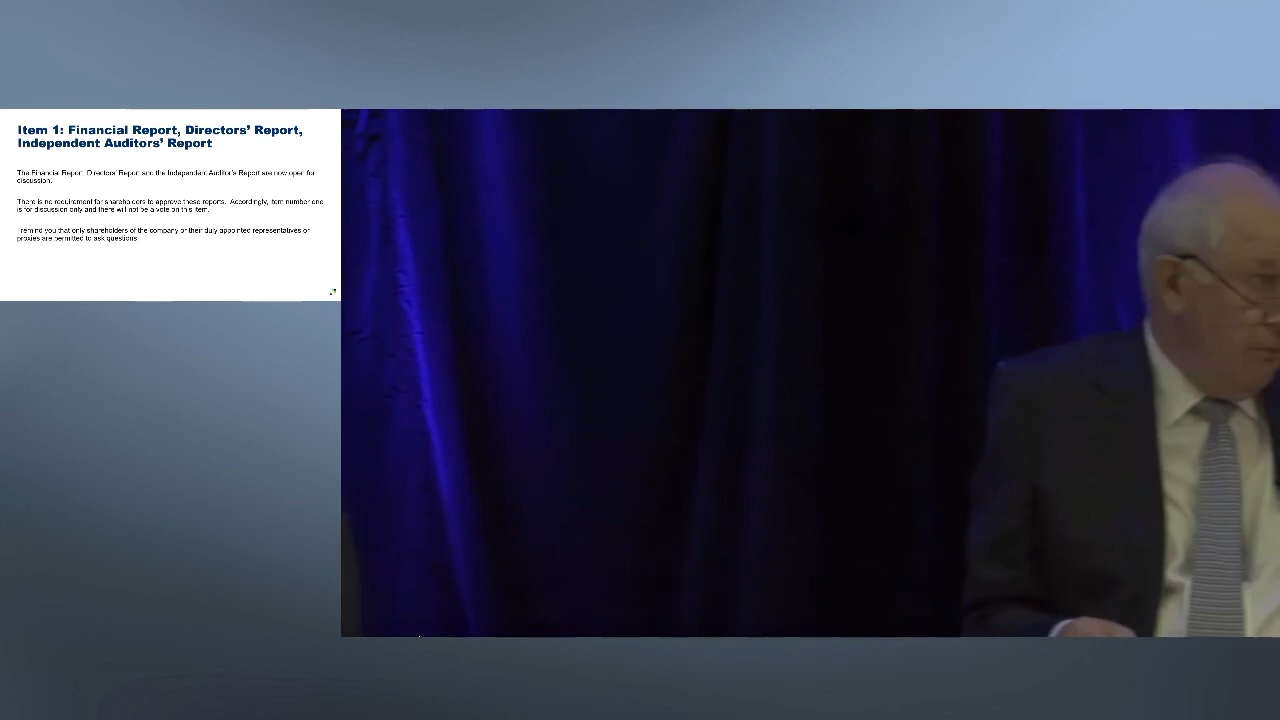 Item 1: Financial Report, Directors’ Report,
Independent Auditors’ Report
The Financial Report, Directors’ Report and the Independent Auditor’s Report are now open for
discussion.
There is no requirement for shareholders to approve these reports. Accordingly, item number one
is for discussion only and there will not be a vote on this item.
I remind you that only shareholders of the company or their duly appointed representatives or
proxies are permitted to ask questions.